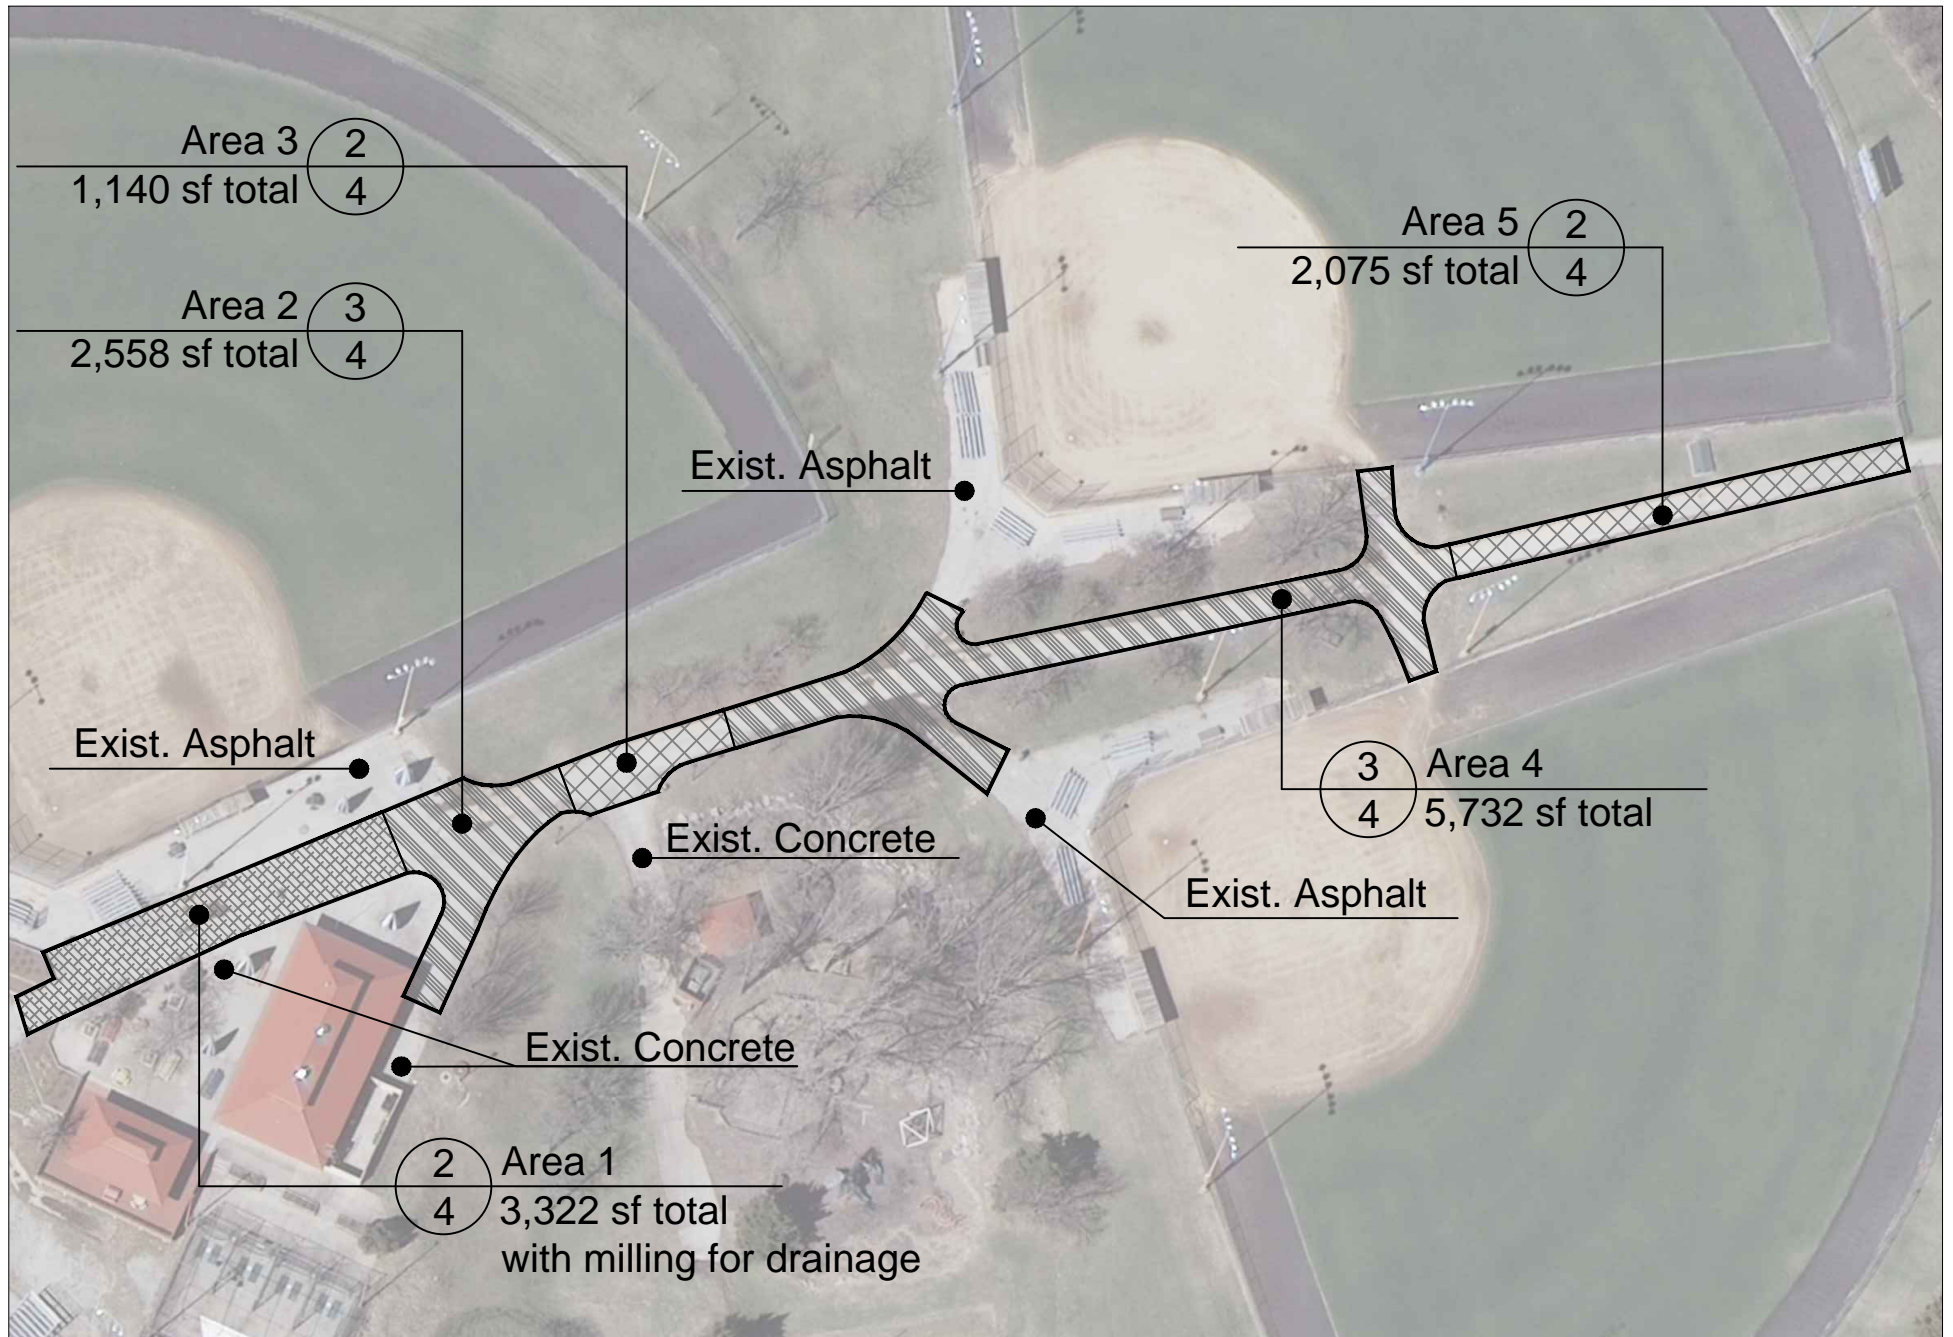 Area 3
2
1,140 sf total
4
Area 5
2
2,075 sf total
4
Area 2
3
2,558 sf total
4
Exist. Asphalt
Exist. Asphalt
3
Area 4
4
5,732 sf total
Exist. Concrete
Exist. Asphalt
Exist. Concrete
2
Area 1
4
3,322 sf total
with milling for drainage